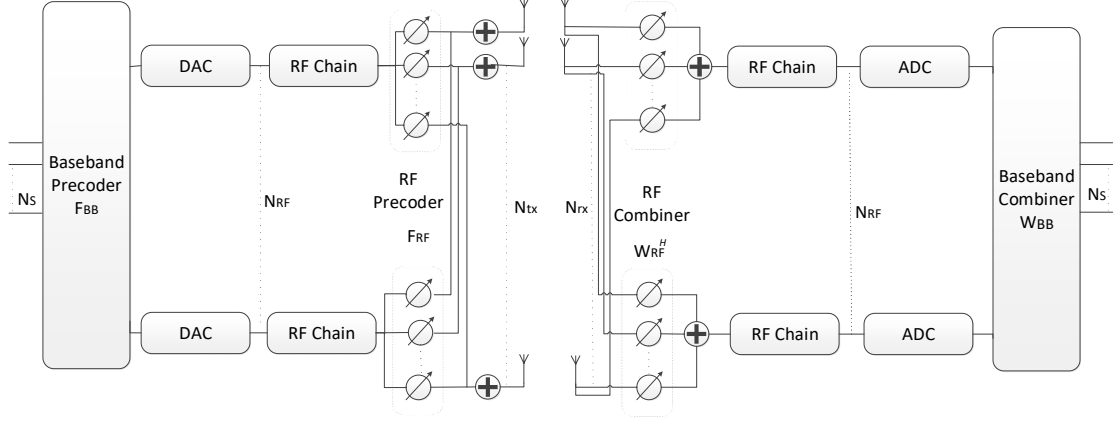 DAC
RF Chain
RF Chain
ADC
Baseband
Precoder
FBB
NS
NRF
RF
Precoder
FRF
Ntx
Nrx
RF
Combiner
WRF^H
NRF
Baseband
Combiner
WBB
NS
DAC
RF Chain
RF Chain
ADC